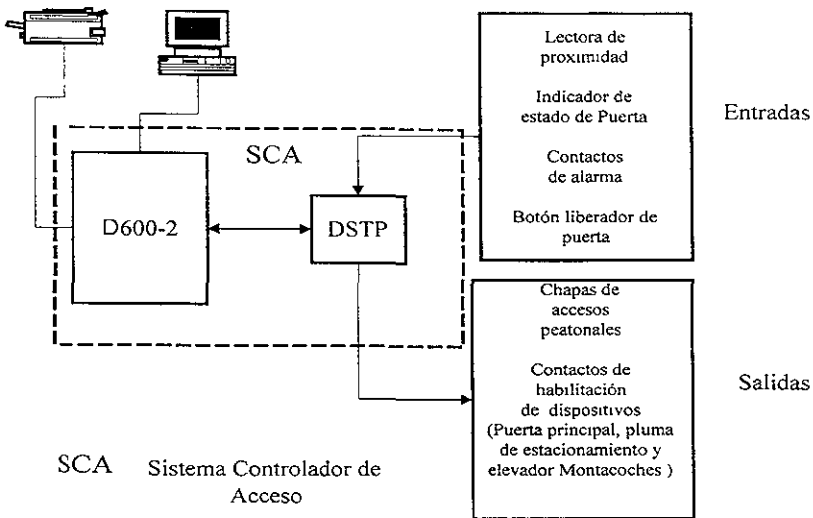 Lectora de
proximidad
Indicador de
estado de Puerta
Contactos
de alarma
Botón liberador de
puerta
Entradas
SCA
D600-2
DSTP
Chapas de
accesos
peatonales
Contactos de
habilitación
de dispositivos
(Puerta principal, pluma
de estacionamiento y
elevador Montacoches )
Salidas
SCA Sistema Controlador de
Acceso